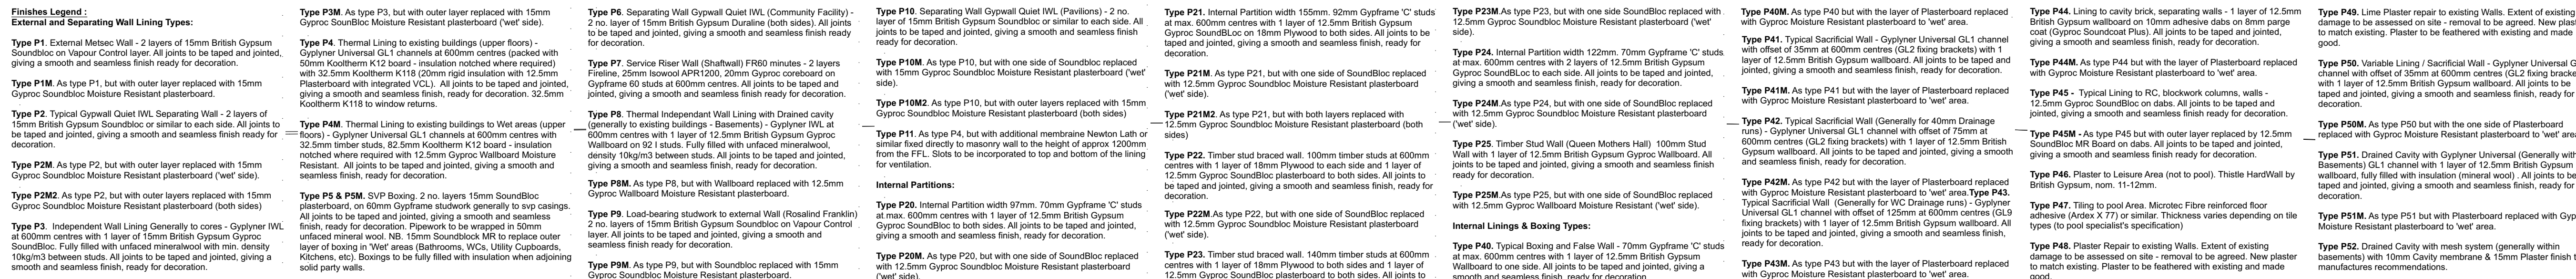 Finishes Legend :
External and Separating Wall Lining Types:
Type P1. External Metsec Wall - 2 layers of 15mm British Gypsum
Soundbloc on Vapour Control layer. All joints to be taped and jointed,
giving a smooth and seamless finish, ready for decoration.
Type P1M. As type P1, but with outer layer replaced with 15mm
Gyproc Soundbloc Moisture Resistant plasterboard.
Type P2. Typical Gypwall Quiet IWL Separating Wall - 2 layers of
15mm British Gypsum Soundbloc or similar to each side. All joints to
be taped and jointed, giving a smooth and seamless finish ready for
decoration.
Type P2M. As type P2, but with outer layer replaced with 15mm
Gyproc SoundBloc Moisture Resistant plasterboard ('wet' side).
Type P2M2. As type P2, but with outer layers replaced with 15mm
Gyproc Soundbloc Moisture Resistant plasterboard (both sides)
Type P3. Independent Wall Lining Generally to cores - Gyplyner IWL
at 600mm centres with 1 layer of 15mm British Gypsum Gyproc
SoundBloc. Fully filled with unfaced mineralwool with min. density
10kg/m3 between studs. All joints to be taped and jointed, giving a
smooth and seamless finish, ready for decoration.
Type P3M. As type P3, but with outer layer replaced with 15mm
Gyproc SounBloc Moisture Resistant plasterboard ('wet' side).
Type P4. Thermal Lining to existing buildings (upper floors) -
Gyplyner Universal GL1 channels at 600mm centres (packed with
50mm Kooltherm K12 board - insulation notched where required)
with 32.5mm Kooltherm K118 (20mm rigid insulation with 12.5mm
Plasterboard with integrated VCL). All joints to be taped and
jointed, giving a smooth and seamless finish, ready for decoration. 32.5mm
Kooltherm K118 to window returns.
Type P4M. Thermal Lining to existing buildings to Wet areas (upper
floors) - Gyplyner Universal GL1 channels at 600mm centres with
32.5mm timber studs, 82.5mm Kooltherm K12 board - insulation
notched where required with 12.5mm Gyproc Wallboard Moisture
Resistant. All joints to be taped and jointed, giving a smooth and
seamless finish, ready for decoration.
Type P5 & P5M. SVP Boxing. 2 no. layers 15mm SoundBloc
plasterboard, on 60mm Gypframe studwork generally to svp casings.
All joints to be taped and jointed, giving a smooth and seamless
finish, ready for decoration. Pipework to be wrapped in 50mm
unfaced mineral wool. NB. 15mm Soundblock MR to replace outer
layer of boxing in 'Wet' areas (Bathrooms, WCs, Utility Cupboards,
Kitchens, etc). Boxings to be fully filled with insulation when adjoining
solid party walls.
Type P6. Separating Wall Gypwall Quiet IWL (Community Facility) -
2 no. layer of 15mm British Gypsum Duraline (both sides). All joints
to be taped and jointed, giving a smooth and seamless finish ready
for decoration.
Type P7. Service Riser Wall (Shaftwall) FR60 minutes - 2 layers
Fireline, 25mm Isowool APR1200, 20mm Gyproc coreboard on
Gypframe 60 studs at 600mm centres. All joints to be taped and
jointed, giving a smooth and seamless finish ready for decoration.
Type P8. Thermal Independent Wall Lining with Drained cavity
(generally to existing buildings - Basements) - Gyplyner IWL at
600mm centres with 1 layer of 12.5mm British Gypsum Gyproc
Wallboard on 92 I studs. Fully filled with unfaced mineralwool,
density 10kg/m3 between studs. All joints to be taped and jointed,
giving a smooth and seamless finish, ready for decoration.
Type P8M. As type P8, but with Wallboard replaced with 12.5mm
Gyproc Wallboard Moisture Resistant plasterboard.
Type P9. Load-bearing studwork to external Wall (Rosalind Franklin)
2 no. layers of 15mm British Gypsum Soundbloc on Vapour Control
layer. All joints to be taped and jointed, giving a smooth and
seamless finish, ready for decoration.
Type P9M. As type P9, but with Soundbloc replaced with 15mm
Gyproc Soundbloc Moisture Resistant plasterboard.
Type P10. Separating Wall Gypwall Quiet IWL (Pavilions) - 2 no.
layer of 15mm British Gypsum Soundbloc or similar to each side. All
joints to be taped and jointed, giving a smooth and seamless finish
ready for decoration.
Type P10M. As type P10, but with one side of Soundbloc replaced
with 15mm Gyproc Soundbloc Moisture Resistant plasterboard ('wet'
side).
Type P10M2. As type P10, but with outer layers replaced with 15mm
Gyproc Soundbloc Moisture Resistant plasterboard (both sides)
Type P11. As type P4, but with additional membrane Newton Lath or
similar fixed directly to masonry wall to the height of approx 1200mm
from the FFL. Slots to be incorporated to top and bottom of the lining
for ventilation.
Internal Partitions:
Type P20. Internal Partition width 97mm. 70mm Gypframe 'C' studs
at max. 600mm centres with 1 layer of 12.5mm British Gypsum
Gyproc SoundBloc to each side. All joints to be taped and jointed,
giving a smooth and seamless finish, ready for decoration.
Type P20M. As type P20, but with one side of SoundBloc replaced
with 12.5mm Gyproc SoundBloc Moisture Resistant plasterboard
('wet' side).
Type P21. Internal Partition width 155mm. 92mm Gypframe 'C' studs
at max. 600mm centres with 1 layer of 12.5mm British Gypsum
Gyproc SoundBLoc on 18mm Plywood to both sides. All joints to be
taped and jointed, giving a smooth and seamless finish, ready for
decoration.
Type P21M. As type P21, but with one side of SoundBloc replaced
with 12.5mm Gyproc SoundBloc Moisture Resistant plasterboard
('wet' side).
Type P21M2. As type P21, but with both layers replaced with
12.5mm Gyproc SoundBloc Moisture Resistant plasterboard (both
sides)
Type P22. Timber stud braced wall. 100mm timber studs at 600mm
centres with 1 layer of 18mm Plywood to each side and 1 layer of
12.5mm SoundBloc plasterboard to both sides. All joints to be taped and jointed,
be taped and jointed, giving a smooth and seamless finish, ready for
decoration.
Type P22M.As type P22, but with one side of SoundBloc replaced
with 12.5mm Gyproc SoundBloc Moisture Resistant plasterboard
('wet' side).
Type P23. Timber stud braced wall. 140mm timber studs at 600mm
centres with 1 layer of 18mm Plywood to both sides and 1 layer of
12.5mm SoundBloc plasterboard to both sides. All joints to
Type P23M.As type P23, but with one side SoundBloc replaced with
12.5mm Gyproc SoundBloc Moisture Resistant plasterboard ('wet'
side).
Type P24. Internal Partition width 122mm. 70mm Gypframe 'C' studs
at max. 600mm centres with 2 layers of 12.5mm British Gypsum
Gyproc SoundBLoc to each side. All joints to be taped and jointed,
giving a smooth and seamless finish, ready for decoration.
Type P24M.As type P24, but with one side of SoundBloc replaced
with 12.5mm Gyproc SoundBloc Moisture Resistant plasterboard
('wet' side).
Type P25. Timber Stud Wall (Queen Mothers Hall) 100mm Stud
Wall with 1 layer of 12.5mm British Gypsum Gyproc Wallboard. All
joints to be taped and jointed, giving a smooth and seamless finish,
ready for decoration.
Type P25M.As type P25, but with one side of SoundBloc replaced
with 12.5mm Gyproc Wallboard Moisture Resistant ('wet' side).
Internal Linings & Boxing Types:
Type P40. Typical Boxing and False Wall - 70mm Gypframe 'C' studs
at max. 600mm centres with 1 layer of 12.5mm British Gypsum
Wallboard to one side. All joints to be taped and jointed, giving a
smooth and seamless finish, ready for decoration
Type P40M. As type P40 but with the layer of Plasterboard replaced
with Gyproc Moisture Resistant plasterboard to 'wet' area.
Type P41. Typical Sacrificial Wall - Gyplyner Universal GL1 channel
with offset of 35mm at 600mm centres (GL2 fixing brackets) with 1
layer of 12.5mm British Gypsum wallboard. All joints to be taped and
jointed, giving a smooth and seamless finish, ready for decoration.
Type P41M. As type P41 but with the layer of Plasterboard replaced
with Gyproc Moisture Resistant plasterboard to 'wet' area.
Type P42. Typical Sacrificial Wall (Generally for 40mm Drainage
runs) - Gyplyner Universal GL1 channel with offset of 75mm at
600mm centres (GL2 fixing brackets) with 1 layer of 12.5mm British
Gypsum wallboard. All joints to be taped and jointed, giving a smooth
and seamless finish, ready for decoration.
Type P42M. As type P42 but with the layer of Plasterboard replaced
with Gyproc Moisture Resistant plasterboard to 'wet' area.Type P43.
Typical Sacrificial Wall (Generally for WC Drainage runs) - Gyplyner
Universal GL1 channel with offset of 125mm at 600mm centres (GL9
fixing brackets) with 1 layer of 12.5mm British Gypsum wallboard. All
joints to be taped and jointed, giving a smooth and seamless finish,
ready for decoration.
Type P43M. As type P43 but with the layer of Plasterboard replaced
with Gyproc Moisture Resistant plasterboard to 'wet' area.
Type P44. Lining to cavity brick, separating walls - 1 layer of 12.5mm
British Gypsum wallboard on 10mm adhesive dabs on 8mm parge
coat (Gyproc Soundcoat Plus). All joints to be taped and jointed,
giving a smooth and seamless finish, ready for decoration.
Type P44M. As type P44 but with the layer of Plasterboard replaced
with Gyproc Moisture Resistant plasterboard to 'wet' area.
Type P45 - Typical Lining to RC, blockwork columns, walls -
12.5mm Gyproc SoundBloc on dabs. All joints to be taped and
jointed, giving a smooth and seamless finish, ready for decoration.
Type P45M - As type P45 but with outer layer replaced by 12.5mm
SoundBloc MR Board on dabs. All joints to be taped and jointed,
giving a smooth and seamless finish, ready for decoration.
Type P46. Plaster to Leisure Area (not to pool). Thistle HardWall by
British Gypsum, nom. 11-12mm.
Type P47. Tiling to pool Area. Microtec Fibre reinforced floor
adhesive (Ardex X 77) or similar. Thickness varies depending on tile
types (to pool specialist's specification)
Type P48. Plaster Repair to existing Walls. Extent of existing
damage to be assessed on site - removal to be agreed. New plaster
to match existing. Plaster to be feathered with existing and made
good.
Type P49. Lime Plaster repair to existing Walls. Extent of
damage to be assessed on site - removal to be agreed. New
to match existing. Plaster to be feathered with existing and made
good.
Type P50. Variable Lining / Sacrificial Wall - Gyplyner Universal
channel with offset of 35mm at 600mm centres (GL2 fixing
with 1 layer of 12.5mm British Gypsum wallboard. All joints to be
taped and jointed, giving a smooth and seamless finish, ready for
decoration.
Type P50M. As type P50 but with the one side of Plasterboard
replaced with Gyproc Moisture Resistant plasterboard to 'wet'
Type P51. Drained Cavity with Gyplyner Universal (Generally
Basements) GL1 channel with 1 layer of 12.5mm British Gypsum
wallboard, fully filled with insulation (mineral wool) . All joints to
taped and jointed, giving a smooth and seamless finish, ready for
decoration.
Type P51M. As type P51 but with Plasterboard replaced with
Moisture Resistant plasterboard to 'wet' area.
Type P52. Drained Cavity with mesh system (generally within
basements) with 10mm Cavity membrane & 15mm Plaster finish
manufactures recommendations.